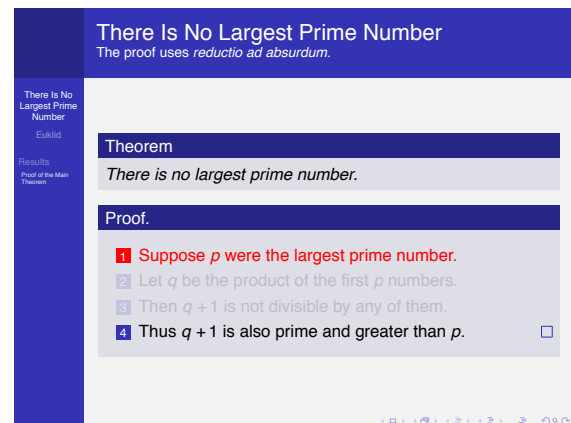 There Is No Largest Prime Number
The proof uses reductio ad absurdum.
There Is No
Largest Prime
Number
Euklid
Results
Proof of the Main
Theorem
Theorem
There is no largest prime number.
Proof.
1 Suppose p were the largest prime number.
2 Let q be the product of the first p numbers.
3 Then q + 1 is not divisible by any of them.
4 Thus q + 1 is also prime and greater than p.